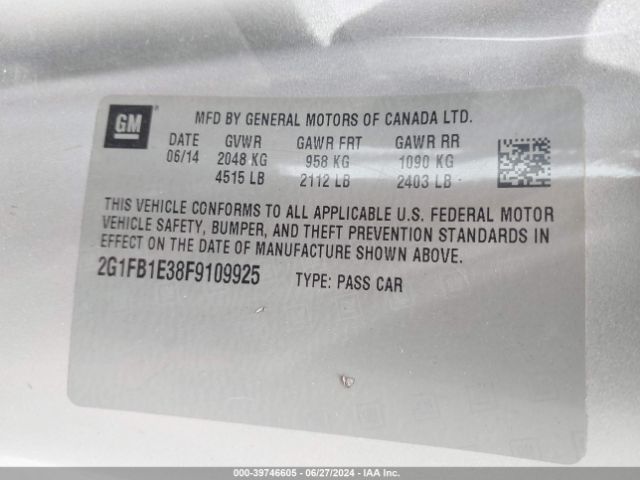 GM
MFD BY GENERAL MOTORS OF CANADA LTD.
DATE GVWR GAWR FRT GAWR RR
06/14 2048 KG 958 KG 1090 KG
4515 LB 2112 LB 2403 LB
THIS VEHICLE CONFORMS TO ALL APPLICABLE U.S. FEDERAL MOTOR
VEHICLE SAFETY, BUMPER, AND THEFT PREVENTION STANDARDS IN
EFFECT ON THE DATE OF MANUFACTURE SHOWN ABOVE.
2G1FB1E38F9109925 TYPE: PASS CAR
000-39746605 - 06/27/2024 - IAA Inc.